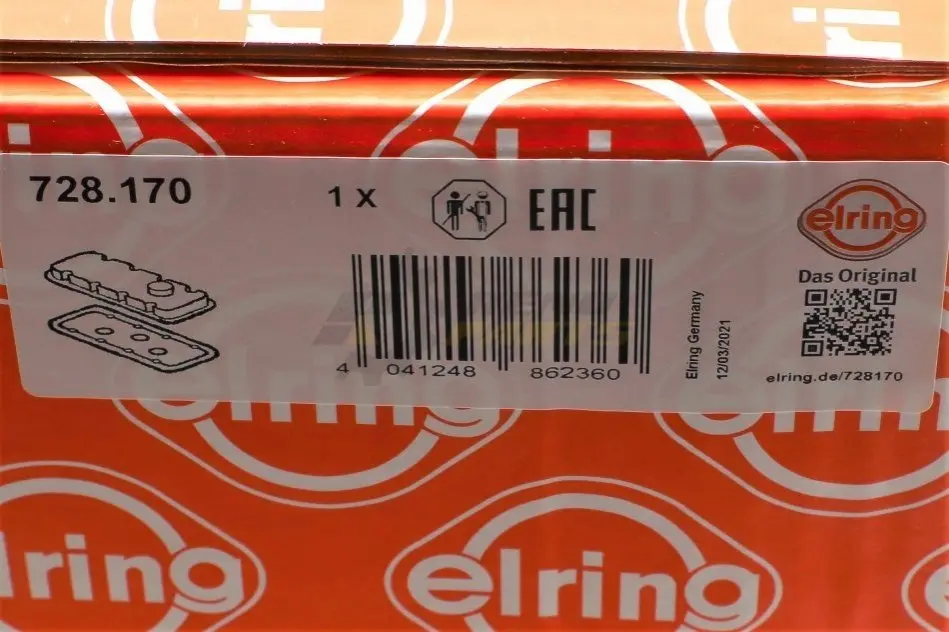 elring
728.170
1 X
EAC
elring
Das Original
4 041248 862360
Elring Germany
12/03/2021
elring.de/728170
elring
elring
elring